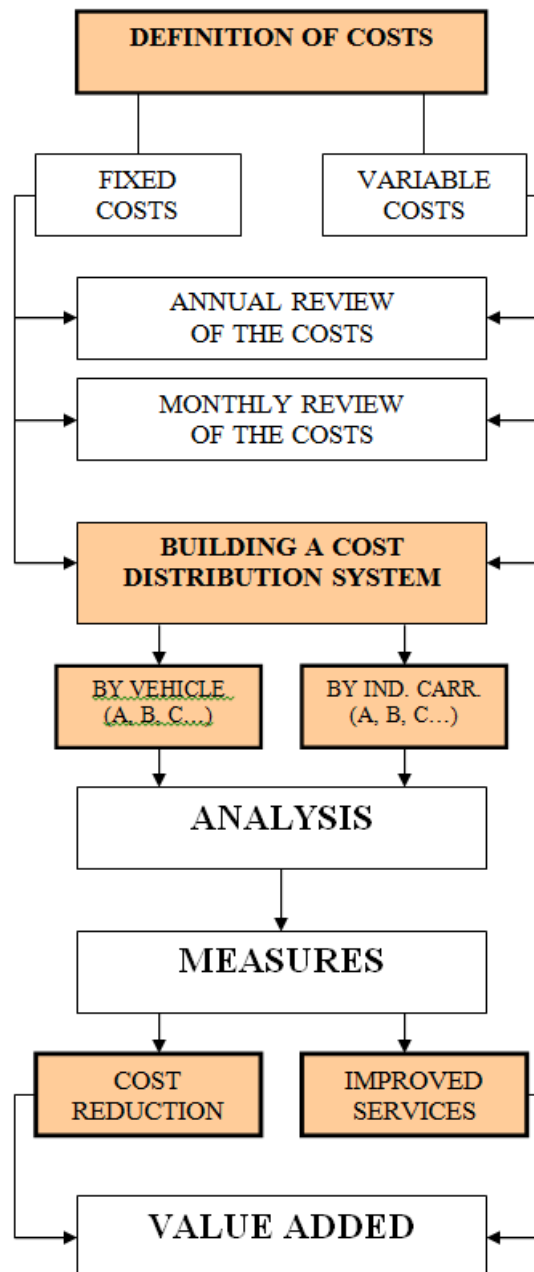 DEFINITION OF COSTS
FIXED
COSTS
VARIABLE
COSTS
ANNUAL REVIEW
OF THE COSTS
MONTHLY REVIEW
OF THE COSTS
BUILDING A COST
DISTRIBUTION SYSTEM
BY VEHICLE
(A, B, C…)
BY IND. CARR.
(A, B, C…)
ANALYSIS
MEASURES
COST
REDUCTION
IMPROVED
SERVICES
VALUE ADDED